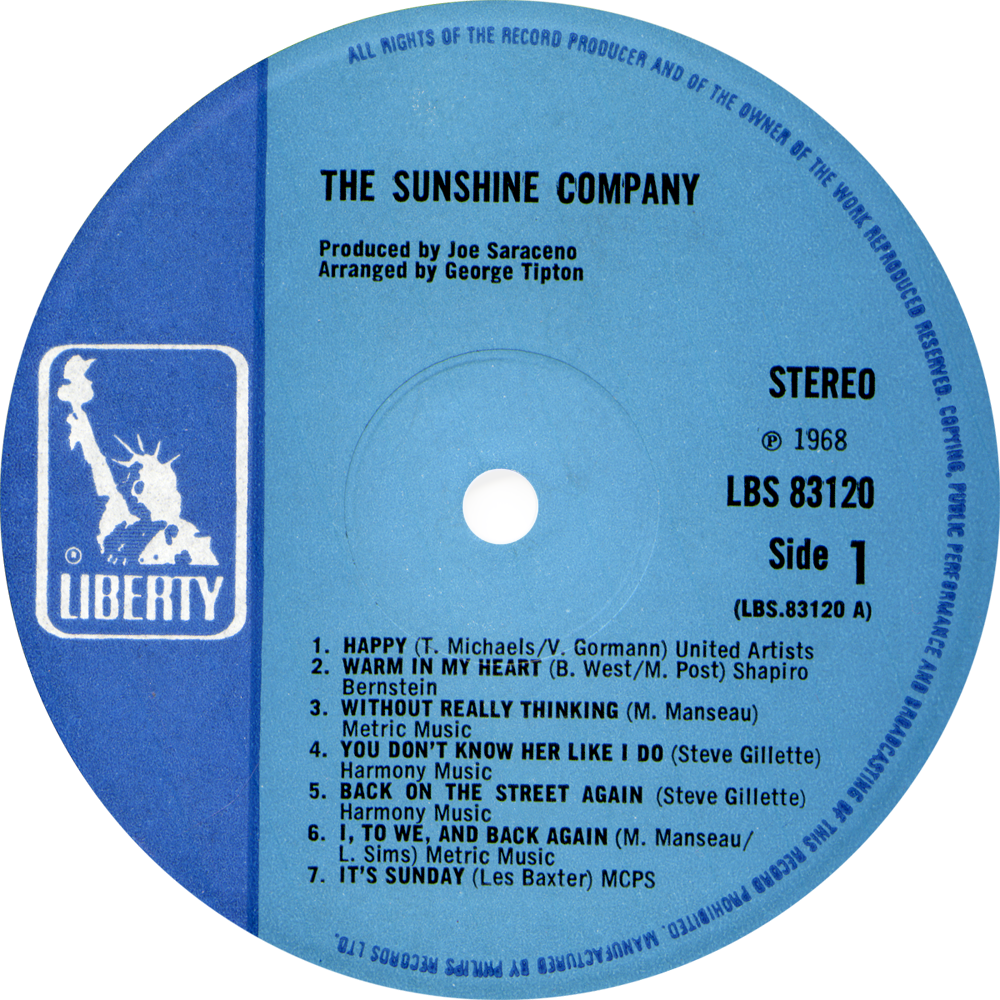 ALL RIGHTS OF THE RECORD PRODUCER AND OF THE OWNER OF THE WORK REPRODUCED RESERVED. COPYING, PUBLIC PERFORMANCE AND BROADCASTING OF THIS RECORD PROHIBITED. MANUFACTURED BY PHILIPS RECORDS LTD.
THE SUNSHINE COMPANY
Produced by Joe Saraceno
Arranged by George Tipton
STEREO
℗ 1968
LBS 83120
Side 1
(LBS.83120 A)
®
LIBERTY
1. HAPPY (T. Michaels/V. Gormann) United Artists
2. WARM IN MY HEART (B. West/M. Post) Shapiro
Bernstein
3. WITHOUT REALLY THINKING (M. Manseau)
Metric Music
4. YOU DON'T KNOW HER LIKE I DO (Steve Gillette)
Harmony Music
5. BACK ON THE STREET AGAIN (Steve Gillette)
Harmony Music
6. I, TO WE, AND BACK AGAIN (M. Manseau/
L. Sims) Metric Music
7. IT'S SUNDAY (Les Baxter) MCPS